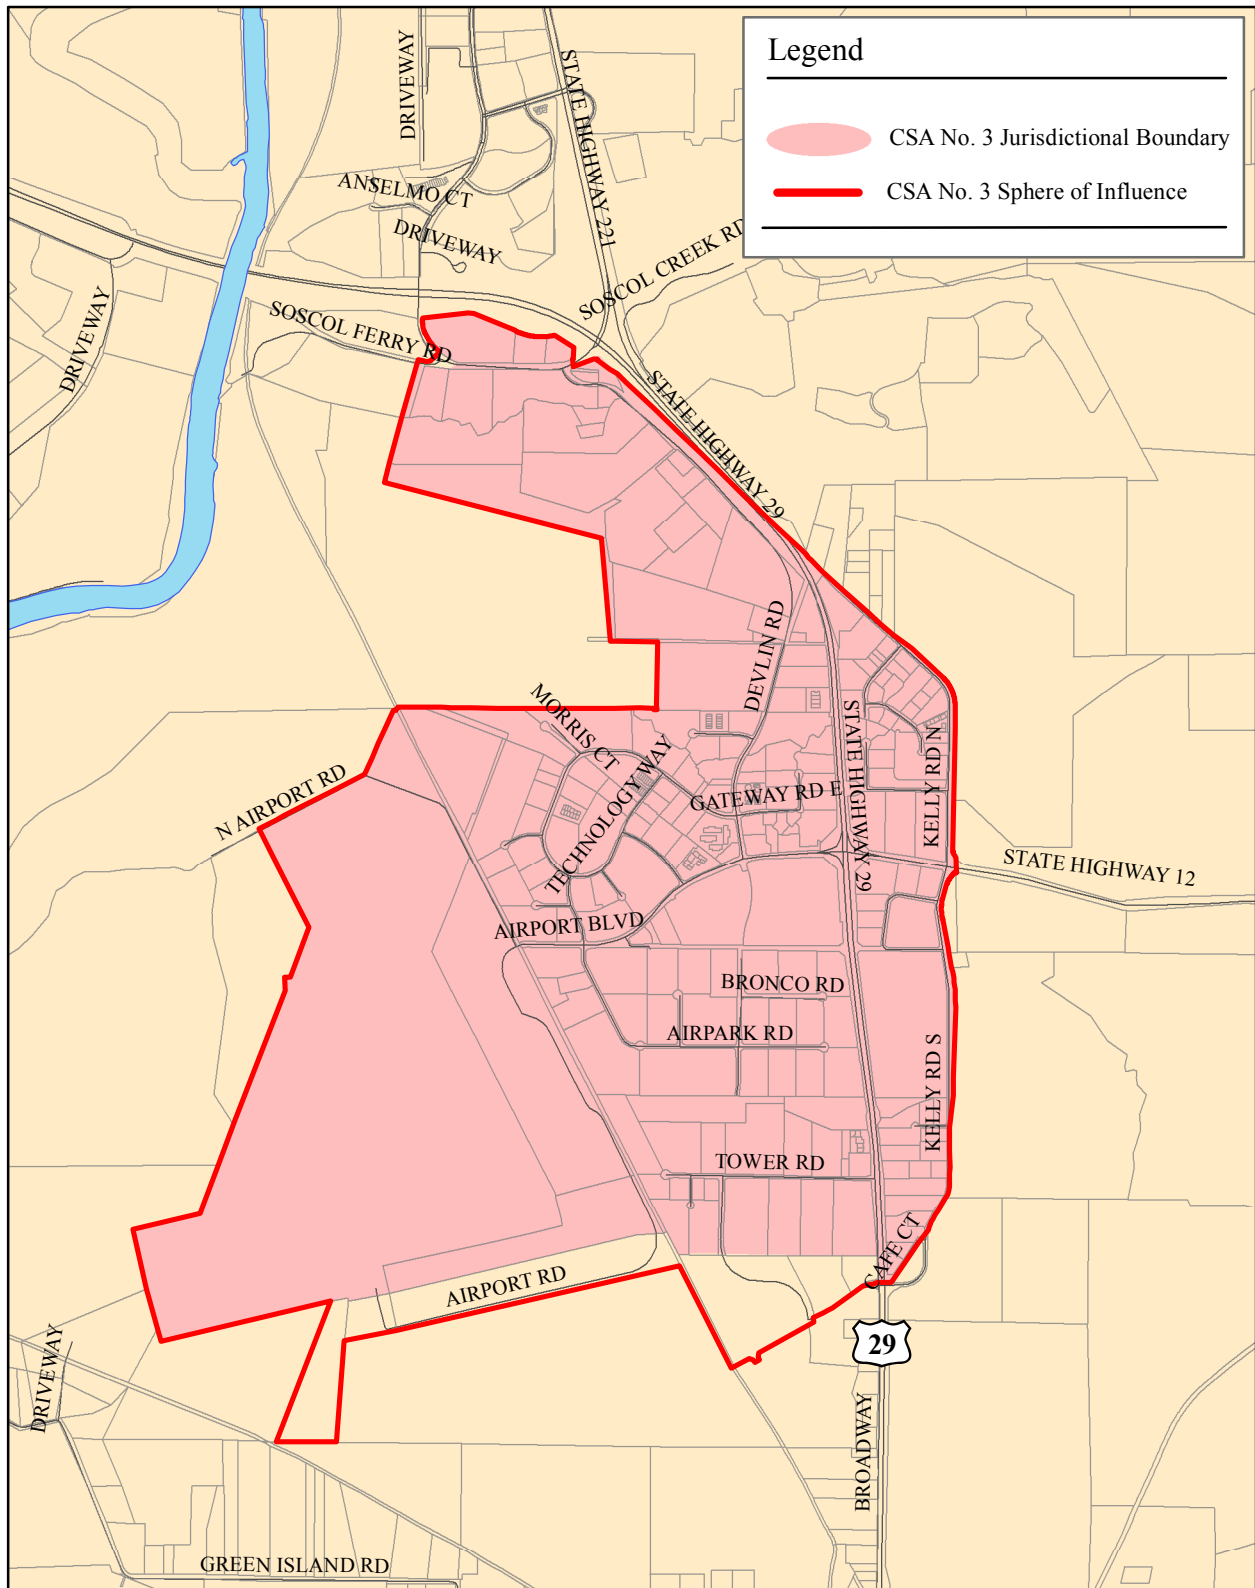 Legend
CSA No. 3 Jurisdictional Boundary
CSA No. 3 Sphere of Influence
DRIVEWAY
STATE HIGHWAY 221
ANSELMO CT
DRIVEWAY
SOSCOL CREEK RD
DRIVEWAY
SOSCOL FERRY RD
STATE HIGHWAY 29
DEVLIN RD
MORRIS CT
TECHNOLOGY WAY
STATE HIGHWAY 29
KELLY RD N
N AIRPORT RD
GATEWAY RD E
STATE HIGHWAY 12
AIRPORT BLVD
BRONCO RD
AIRPARK RD
KELLY RD S
TOWER RD
CAFE CT
AIRPORT RD
29
DRIVEWAY
BROADWAY
GREEN ISLAND RD